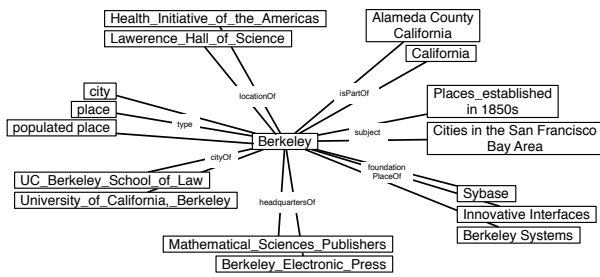 Health_Initiative_of_the_Americas
Lawerence_Hall_of_Science
Alameda County
California
California
locationOf
isPartOf
city
place
populated place
type
Places_established
in 1850s
subject
Cities in the San Francisco
Bay Area
Berkeley
cityOf
foundation
PlaceOf
UC_Berkeley_School_of_Law
University_of_California,_Berkeley
headquartersOf
Sybase
Innovative Interfaces
Berkeley Systems
Mathematical_Sciences_Publishers
Berkeley_Electronic_Press